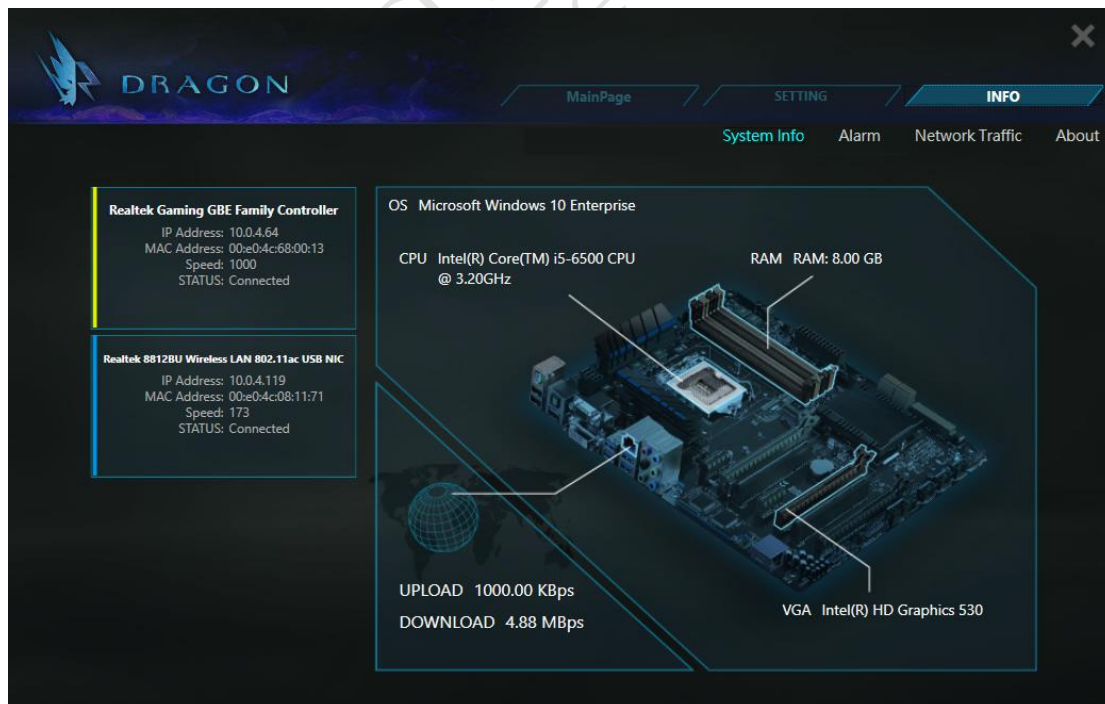 DRAGON
MainPage
SETTING
INFO
System Info
Alarm
Network Traffic
About
Realtek Gaming GBE Family Controller
IP Address: 10.0.4.64
MAC Address: 00:e0:4c:68:00:13
Speed: 1000
STATUS: Connected
Realtek 8812BU Wireless LAN 802.11ac USB NIC
IP Address: 10.0.4.119
MAC Address: 00:e0:4c:08:11:71
Speed: 173
STATUS: Connected
OS Microsoft Windows 10 Enterprise
CPU Intel(R) Core(TM) i5-6500 CPU
@ 3.20GHz
RAM RAM: 8.00 GB
UPLOAD 1000.00 KBps
DOWNLOAD 4.88 MBps
VGA Intel(R) HD Graphics 530